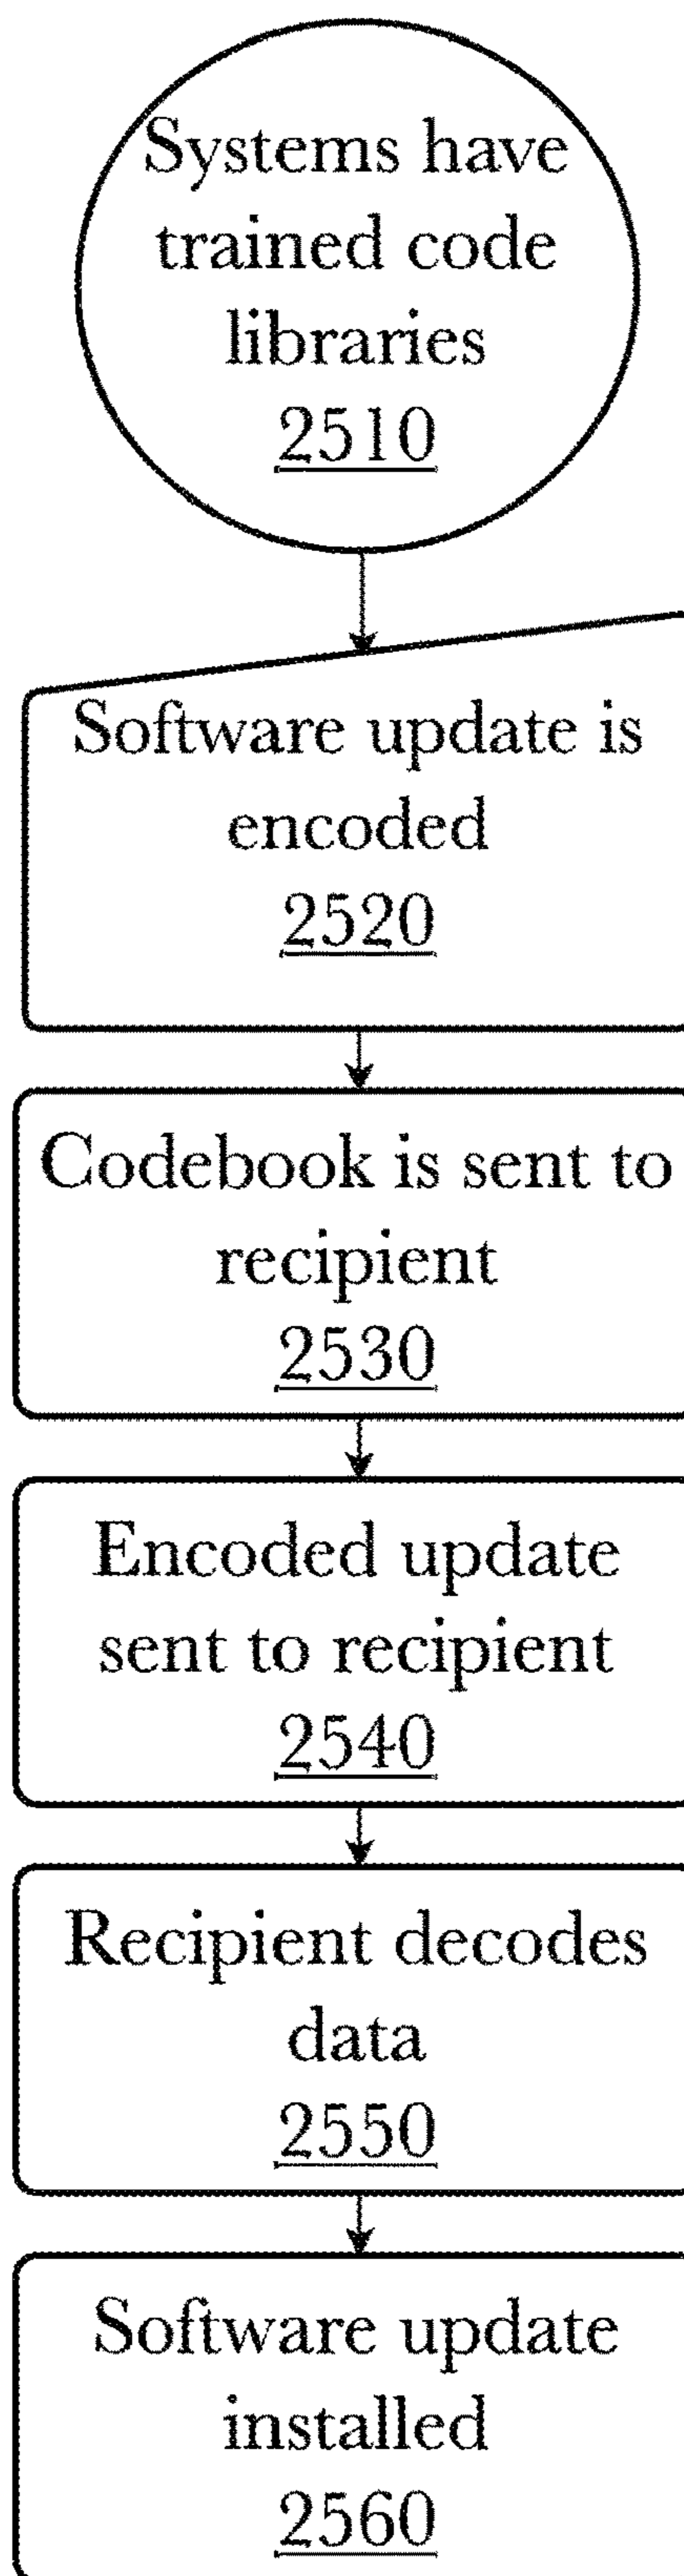 Systems have
trained code
libraries
2510
Software update is
encoded
2520
Codebook is sent to
recipient
2530
Encoded update
sent to recipient
2540
Recipient decodes
data
2550
Software update
installed
2560